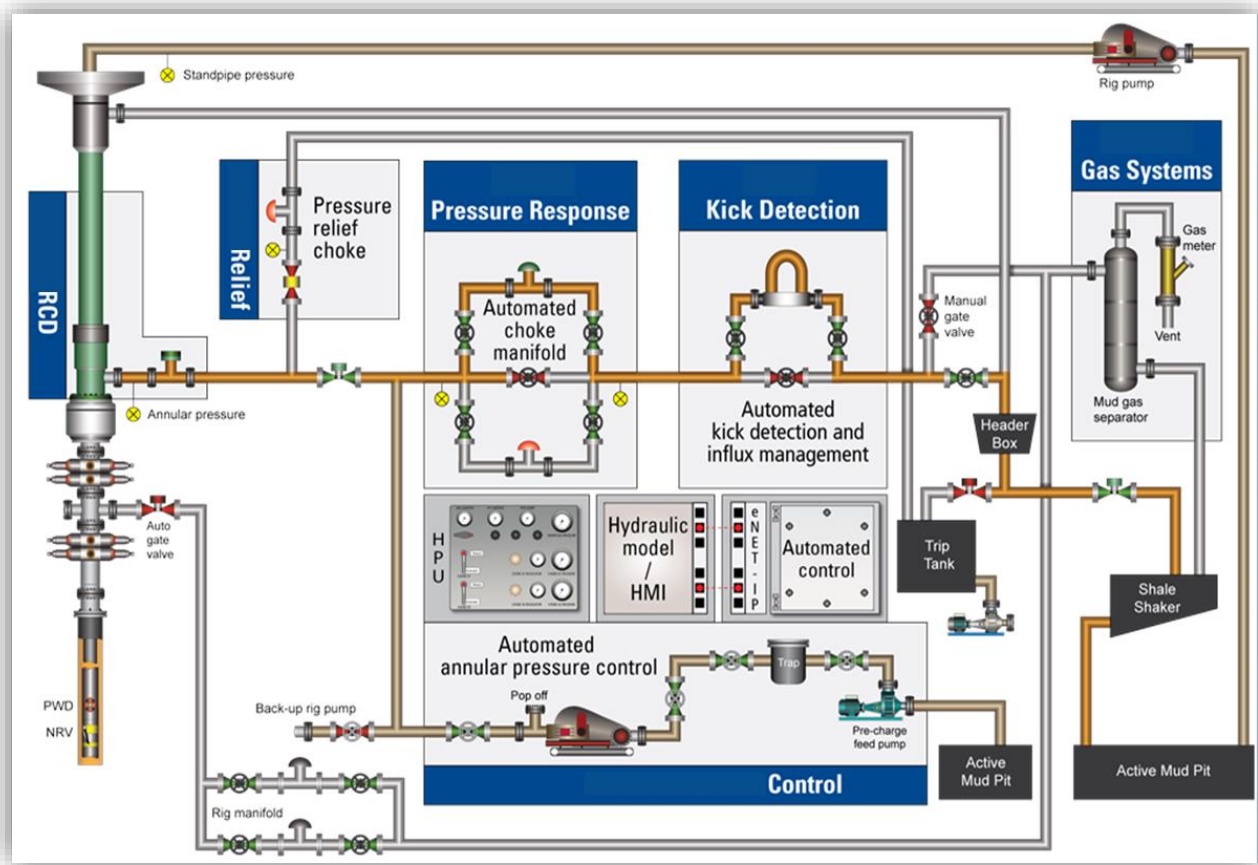 Standpipe pressure
Rig pump
RCD
Relief
Pressure
relief
choke
Pressure Response
Automated
choke
manifold
Kick Detection
Automated
kick detection and
influx management
Gas Systems
Gas
meter
Vent
Mud gas
separator
Manual
gate
valve
Annular pressure
Header
Box
Auto
gate
valve
HPU
Hydraulic
model
/
HMI
eNET-IP
Automated
control
Trip
Tank
Shale
Shaker
Automated
annular pressure control
Trap
Pop off
Back-up rig pump
Pre-charge
feed pump
PWD
NRV
Active
Mud Pit
Active Mud Pit
Control
Rig manifold